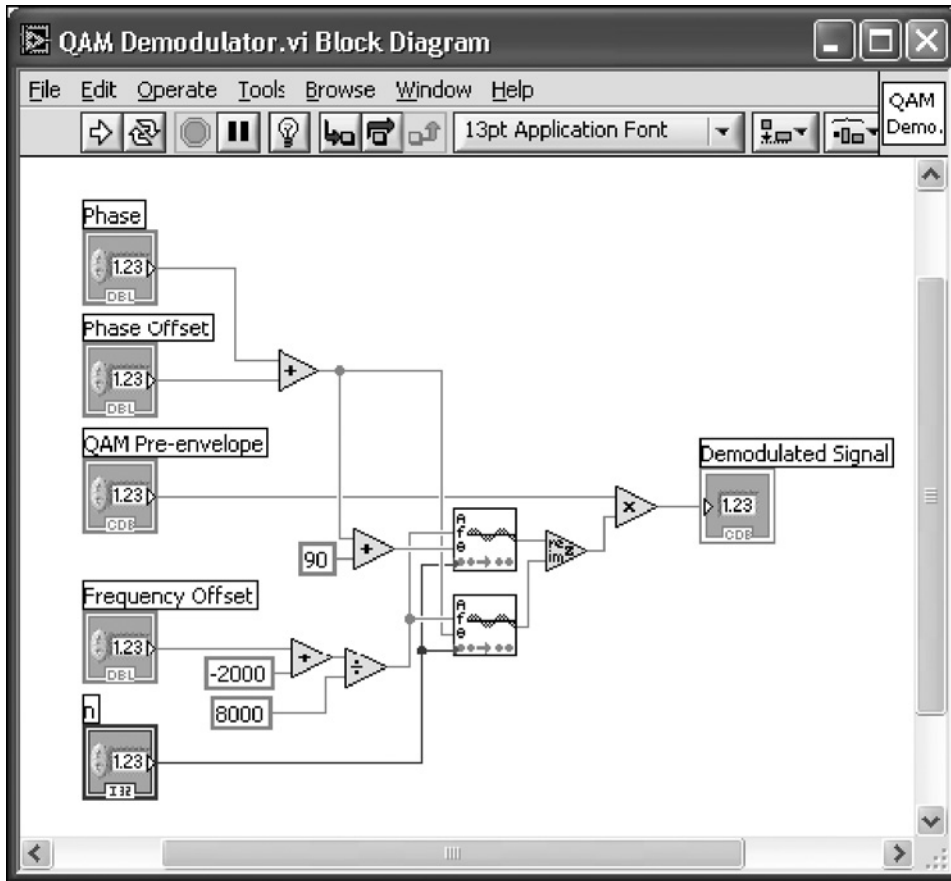 QAM Demodulator.vi Block Diagram
File Edit Operate Tools Browse Window Help
13pt Application Font
QAM
Demo.
Phase
1.23
DBL
Phase Offset
1.23
DBL
QAM Pre-envelope
1.23
CDB
Demodulated Signal
1.23
CDB
+
+
90
×
A
f
θ
re
im
z
A
f
θ
Frequency Offset
1.23
DBL
+
-2000
÷
8000
n
1.23
I32